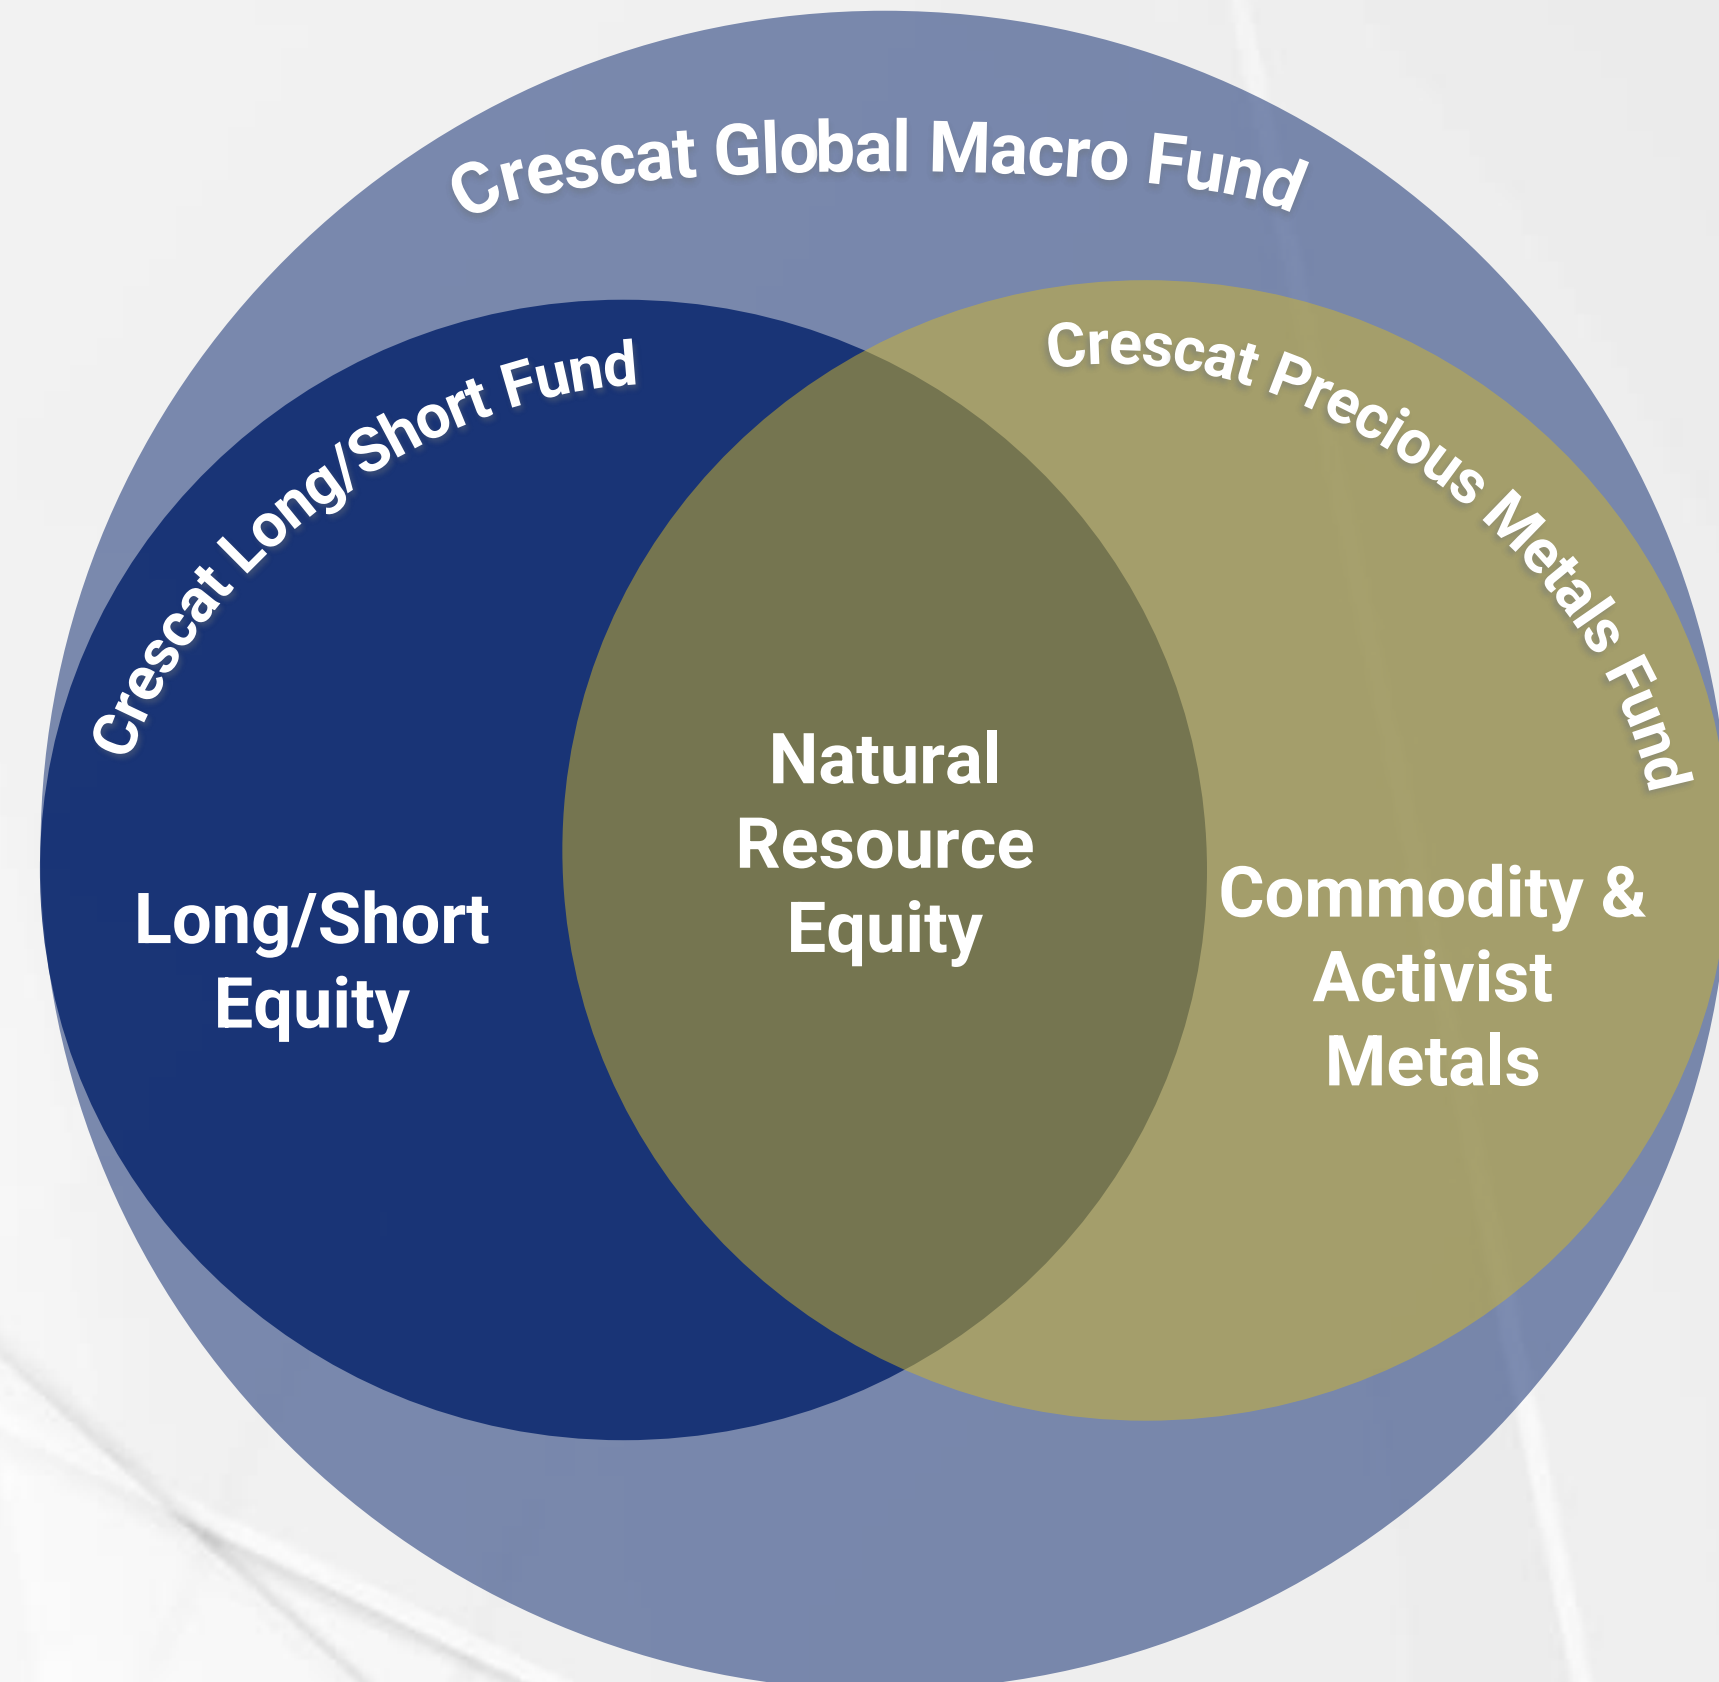 Crescat Global Macro Fund
Crescat Long/Short Fund
Crescat Precious Metals Fund
Long/Short
Equity
Natural
Resource
Equity
Commodity &
Activist
Metals